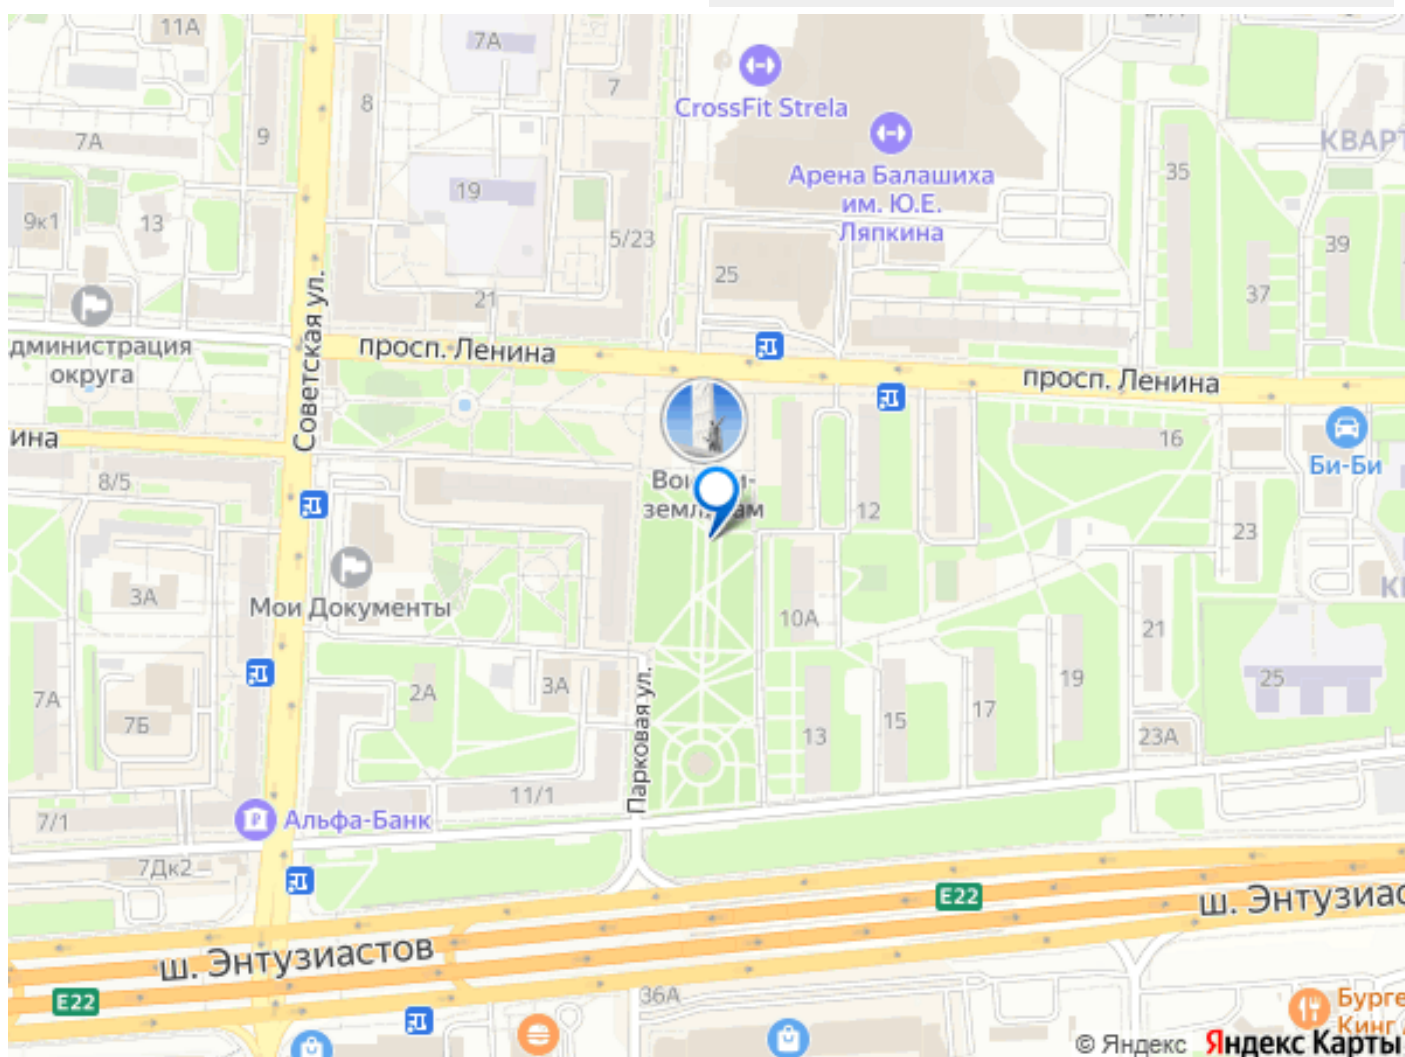 11А
7А
7
8
CrossFit Strela
7А
9
Арена Балашиха
им. Ю.Е.
Ляпкина
КВАРТ
35
19
9к1
13
5/23
39
25
21
37
Советская ул.
дминистрация
округа
просп. Ленина
просп. Ленина
ина
16
Би-Би
8/5
12
23
3А
Мои Документы
10А
21
7А
2А
3А
19
25
7Б
15
17
13
23А
Парковая ул.
11/1
7/1
Альфа-Банк
7Дк2
E22
ш. Энтузиастов
ш. Энтузиас
E22
36А
Бурге
Кинг
© Яндекс Яндекс Карты